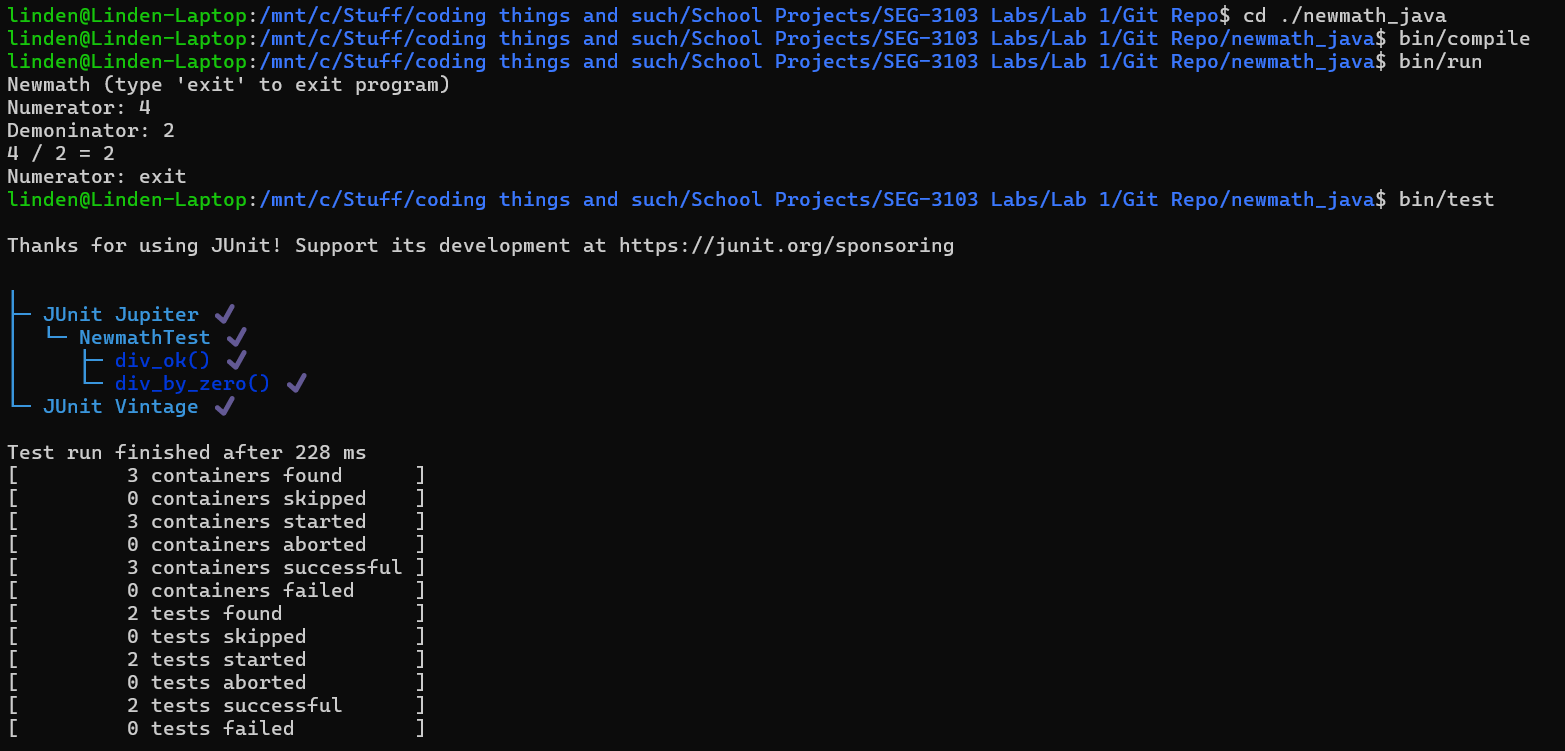 linden@Linden-Laptop:/mnt/c/Stuff/coding things and such/School Projects/SEG-3103 Labs/Lab 1/Git Repo$ cd ./newmath_java
linden@Linden-Laptop:/mnt/c/Stuff/coding things and such/School Projects/SEG-3103 Labs/Lab 1/Git Repo/newmath_java$ bin/compile
linden@Linden-Laptop:/mnt/c/Stuff/coding things and such/School Projects/SEG-3103 Labs/Lab 1/Git Repo/newmath_java$ bin/run
Newmath (type 'exit' to exit program)
Numerator: 4
Demoninator: 2
4 / 2 = 2
Numerator: exit
linden@Linden-Laptop:/mnt/c/Stuff/coding things and such/School Projects/SEG-3103 Labs/Lab 1/Git Repo/newmath_java$ bin/test
Thanks for using JUnit! Support its development at https://junit.org/sponsoring
├─ JUnit Jupiter ✔
│  └─ NewmathTest ✔
│     ├─ div_ok() ✔
│     └─ div_by_zero() ✔
└─ JUnit Vintage ✔
Test run finished after 228 ms
[         3 containers found      ]
[         0 containers skipped    ]
[         3 containers started    ]
[         0 containers aborted    ]
[         3 containers successful ]
[         0 containers failed     ]
[         2 tests found           ]
[         0 tests skipped         ]
[         2 tests started         ]
[         0 tests aborted         ]
[         2 tests successful      ]
[         0 tests failed          ]